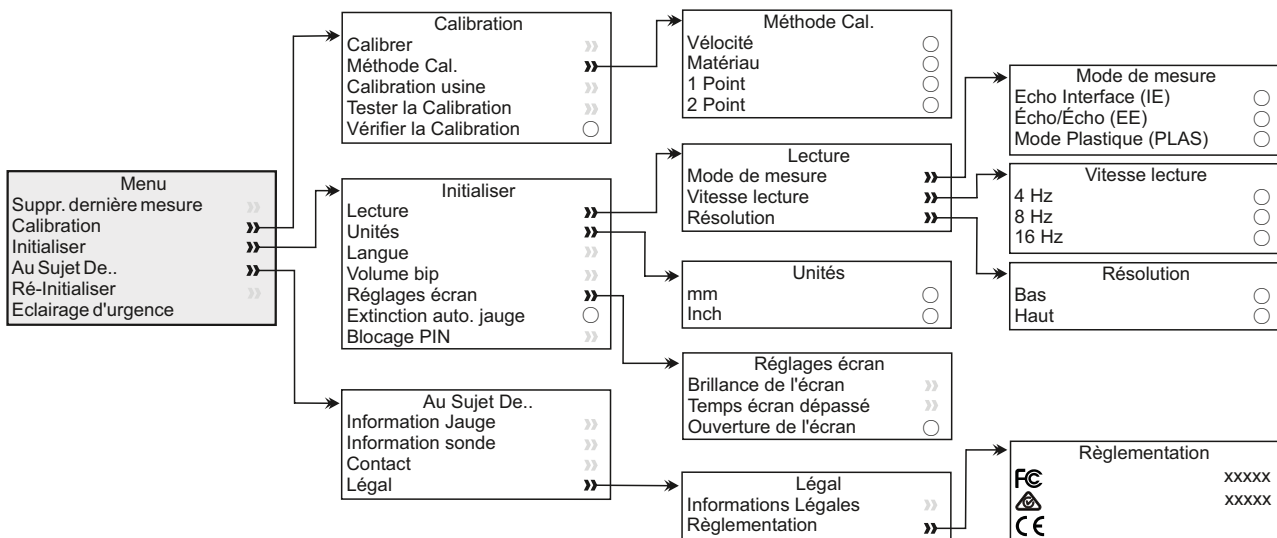 Menu
Suppr. dernière mesure
Calibration
Initialiser
Au Sujet De..
Ré-Initialiser
Eclairage d'urgence
Calibration
Calibrer
Méthode Cal.
Calibration usine
Tester la Calibration
Vérifier la Calibration
Initialiser
Lecture
Unités
Langue
Volume bip
Réglages écran
Extinction auto. jauge
Blocage PIN
Au Sujet De..
Information Jauge
Information sonde
Contact
Légal
Méthode Cal.
Vélocité
Matériau
1 Point
2 Point
Lecture
Mode de mesure
Vitesse lecture
Résolution
Unités
mm
Inch
Réglages écran
Brillance de l'écran
Temps écran dépassé
Ouverture de l'écran
Légal
Informations Légales
Règlementation
Mode de mesure
Echo Interface (IE)
Écho/Écho (EE)
Mode Plastique (PLAS)
Vitesse lecture
4 Hz
8 Hz
16 Hz
Résolution
Bas
Haut
Règlementation
FC xxxxx
xxxxx
CE